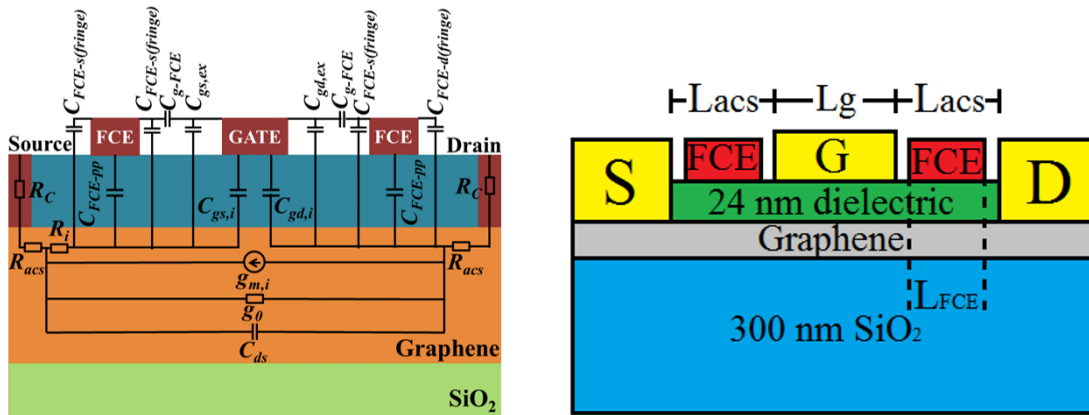 C_FCE-s(fringe)
C_FCE-s(fringe)
C_g-FCE
C_gs,ex
C_gd,ex
C_g-FCE
C_FCE-s(fringe)
C_FCE-d(fringe)
Source FCE GATE FCE Drain
R_C C_FCE-pp C_gs,i C_gd,i C_FCE-pp R_C
R_i
R_acs R_acs
g_m,i
g_0
C_ds
Graphene
SiO₂
Lacs Lg Lacs
S FCE G FCE D
24 nm dielectric
Graphene
L_FCE
300 nm SiO₂